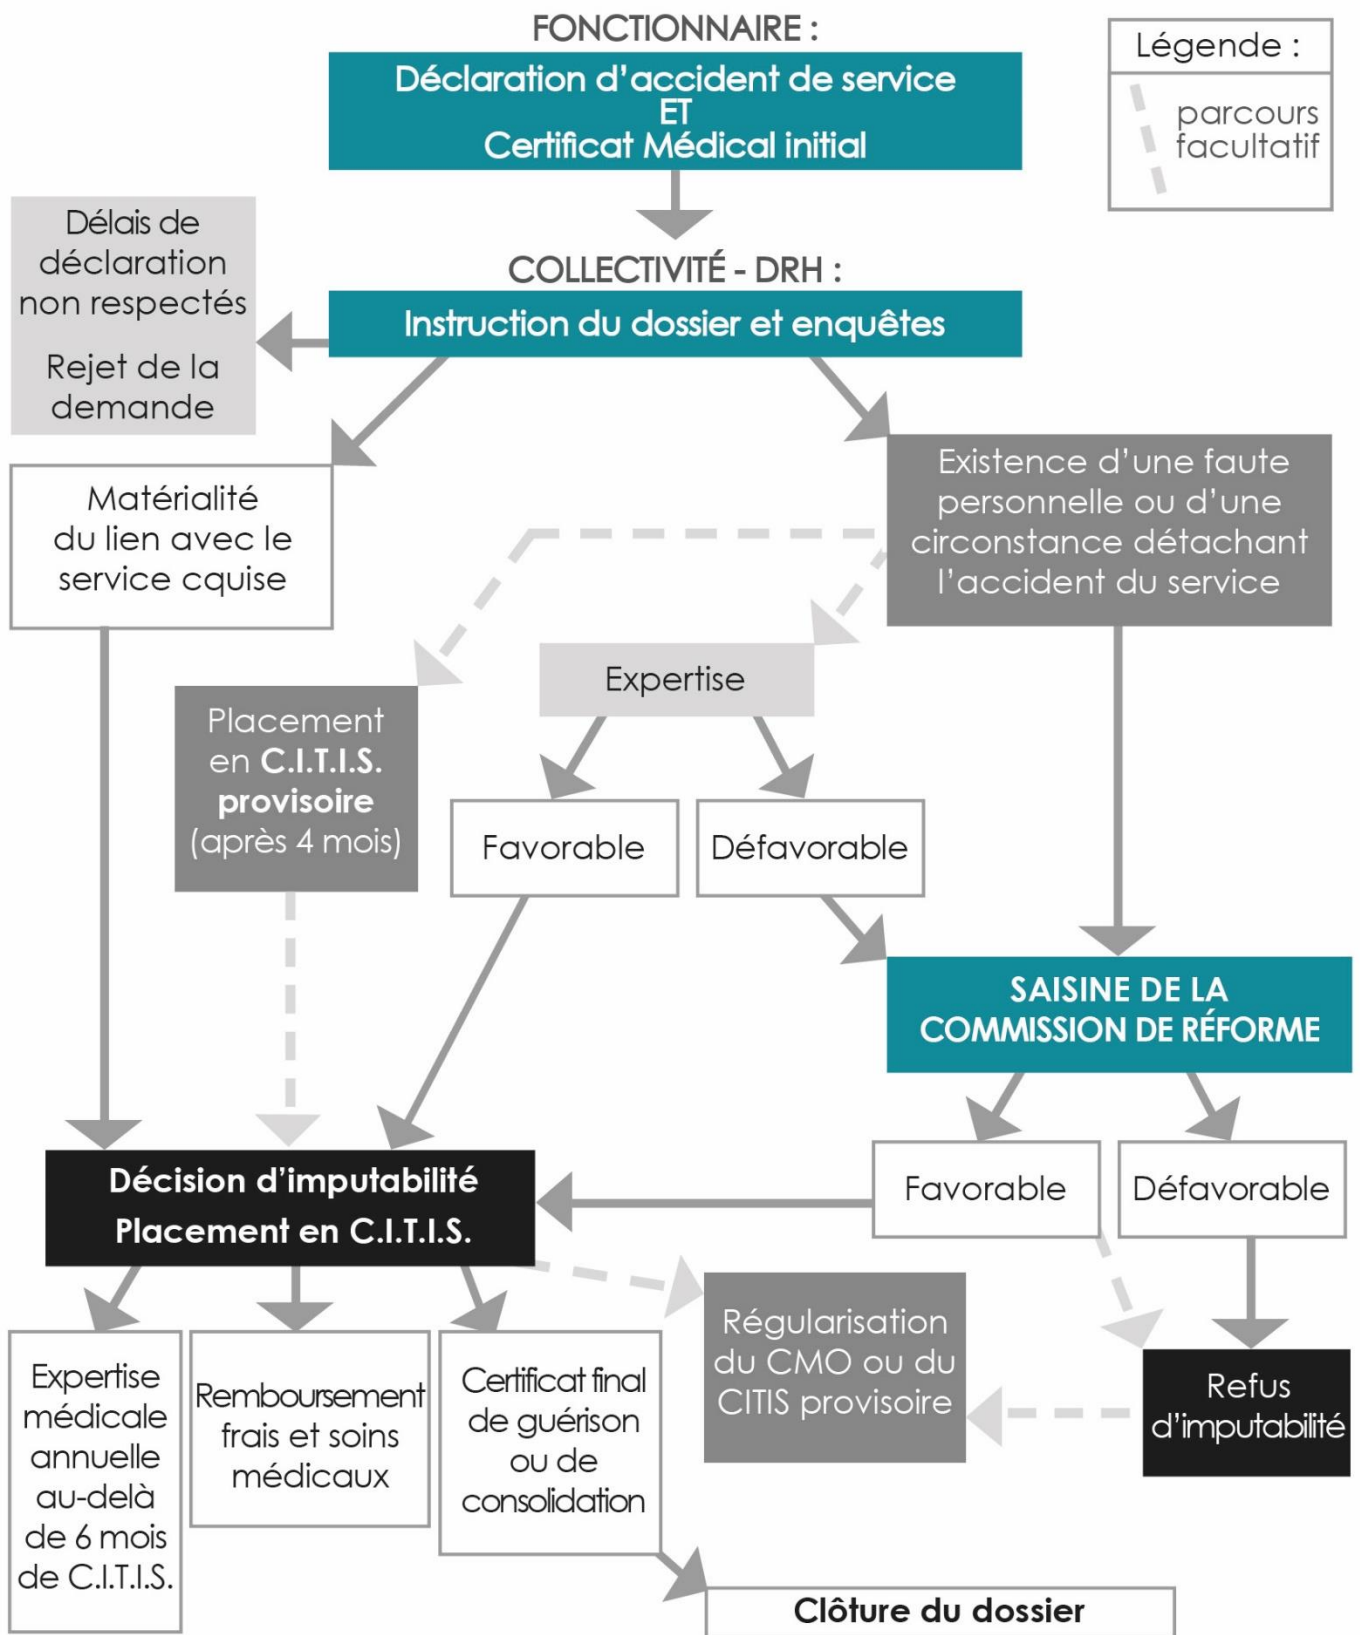 FONCTIONNAIRE :
Déclaration d'accident de service
ET
Certificat Médical initial
Légende :
parcours
facultatif
Délais de
déclaration
non respectés
Rejet de la
demande
COLLECTIVITÉ - DRH :
Instruction du dossier et enquêtes
Matérialité
du lien avec le
service cquise
Existence d'une faute
personnelle ou d'une
circonstance détachant
l'accident du service
Expertise
Placement
en C.I.T.I.S.
provisoire
(après 4 mois)
Favorable
Défavorable
SAISINE DE LA
COMMISSION DE RÉFORME
Favorable
Défavorable
Décision d'imputabilité
Placement en C.I.T.I.S.
Régularisation
du CMO ou du
CITIS provisoire
Refus
d'imputabilité
Expertise
médicale
annuelle
au-delà
de 6 mois
de C.I.T.I.S.
Remboursement
frais et soins
médicaux
Certificat final
de guérison
ou de
consolidation
Clôture du dossier